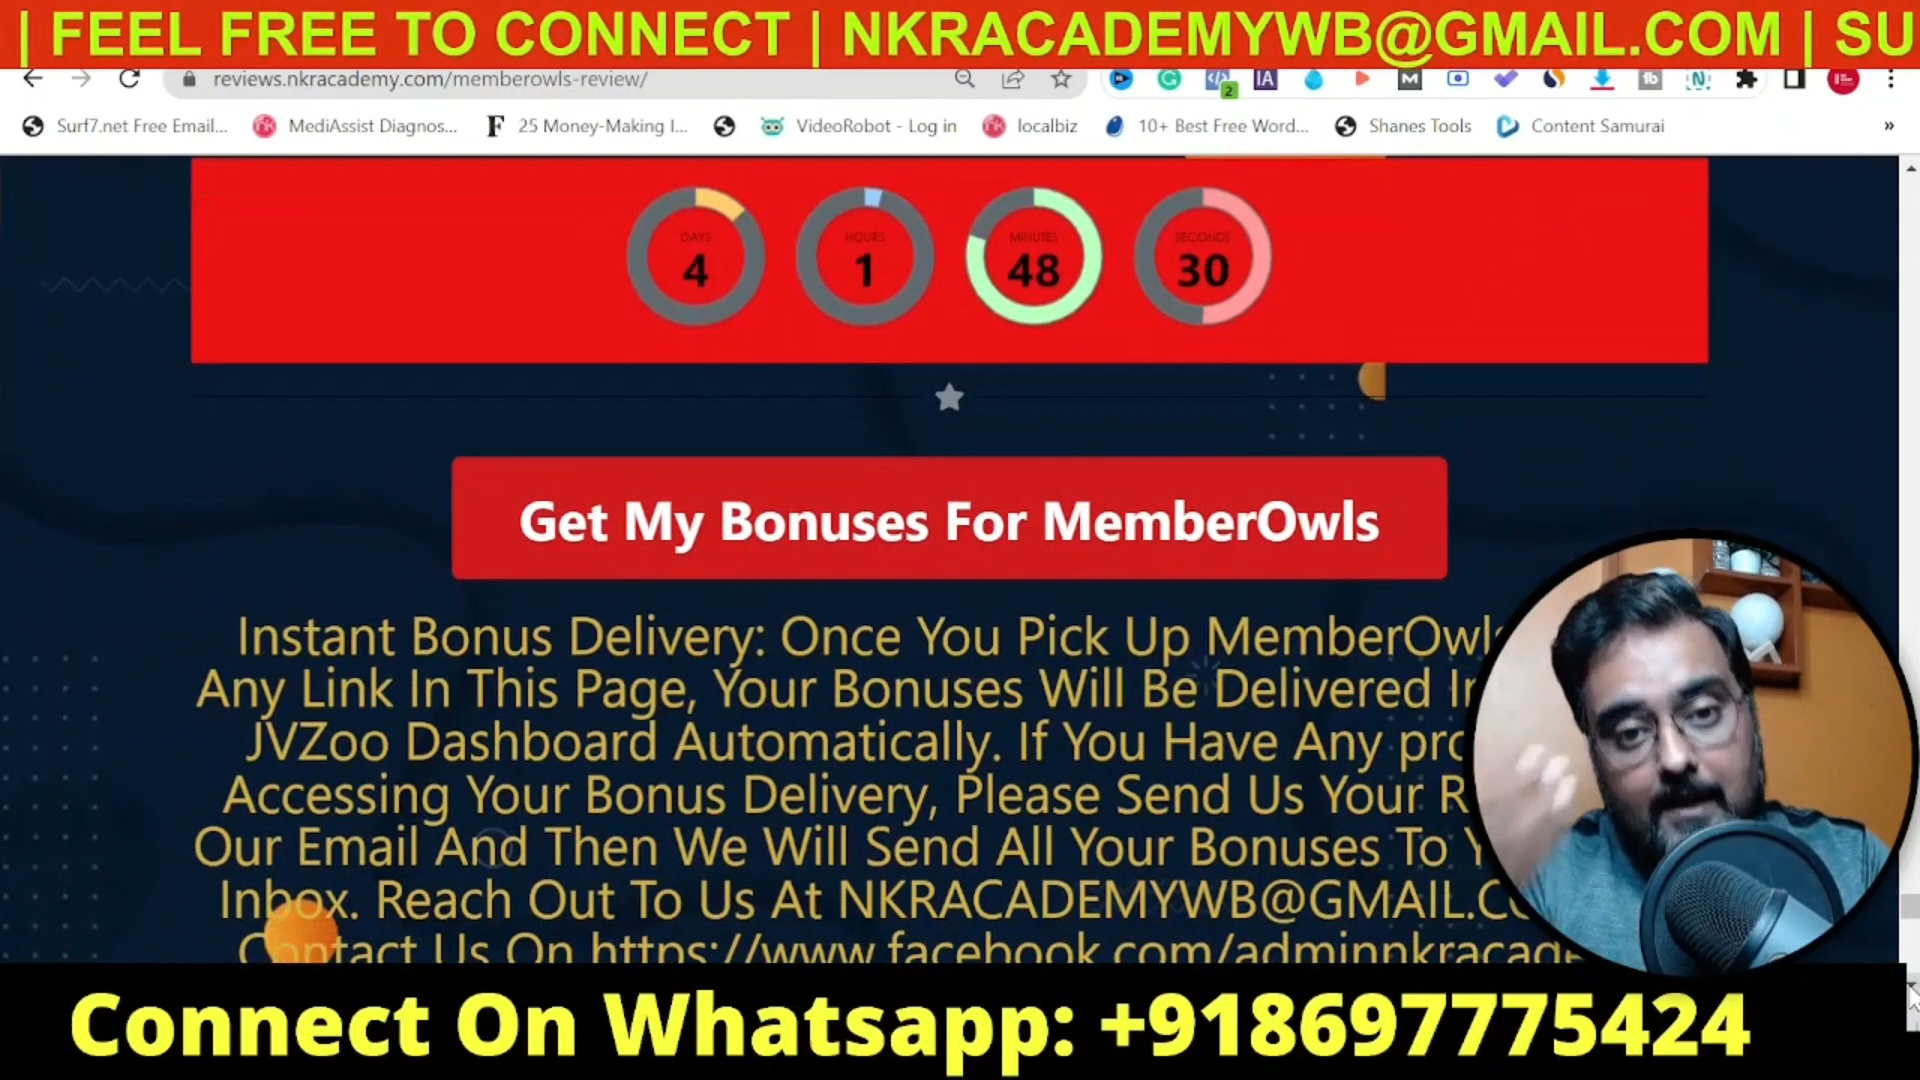 | FEEL FREE TO CONNECT | NKRACADEMYWB@GMAIL.COM | SU
reviews.nkracademy.com/memberowls-review/
2 IA M tb N
Surf7.net Free Email... MediAssist Diagnos... F 25 Money-Making I... VideoRobot - Log in localbiz 10+ Best Free Word... Shanes Tools Content Samurai »
DAYS HOURS MINUTES SECONDS
4 1 48 30
Get My Bonuses For MemberOwls
Instant Bonus Delivery: Once You Pick Up MemberOwls
Any Link In This Page, Your Bonuses Will Be Delivered
JVZoo Dashboard Automatically. If You Have Any
Accessing Your Bonus Delivery, Please Send Us Your
Our Email And Then We Will Send All Your Bonuses To
Inbox. Reach Out To Us At NKRACADEMYWB@GMAIL.C
Contact Us On https://www.facebook.com/adminnkracade
Connect On Whatsapp: +918697775424